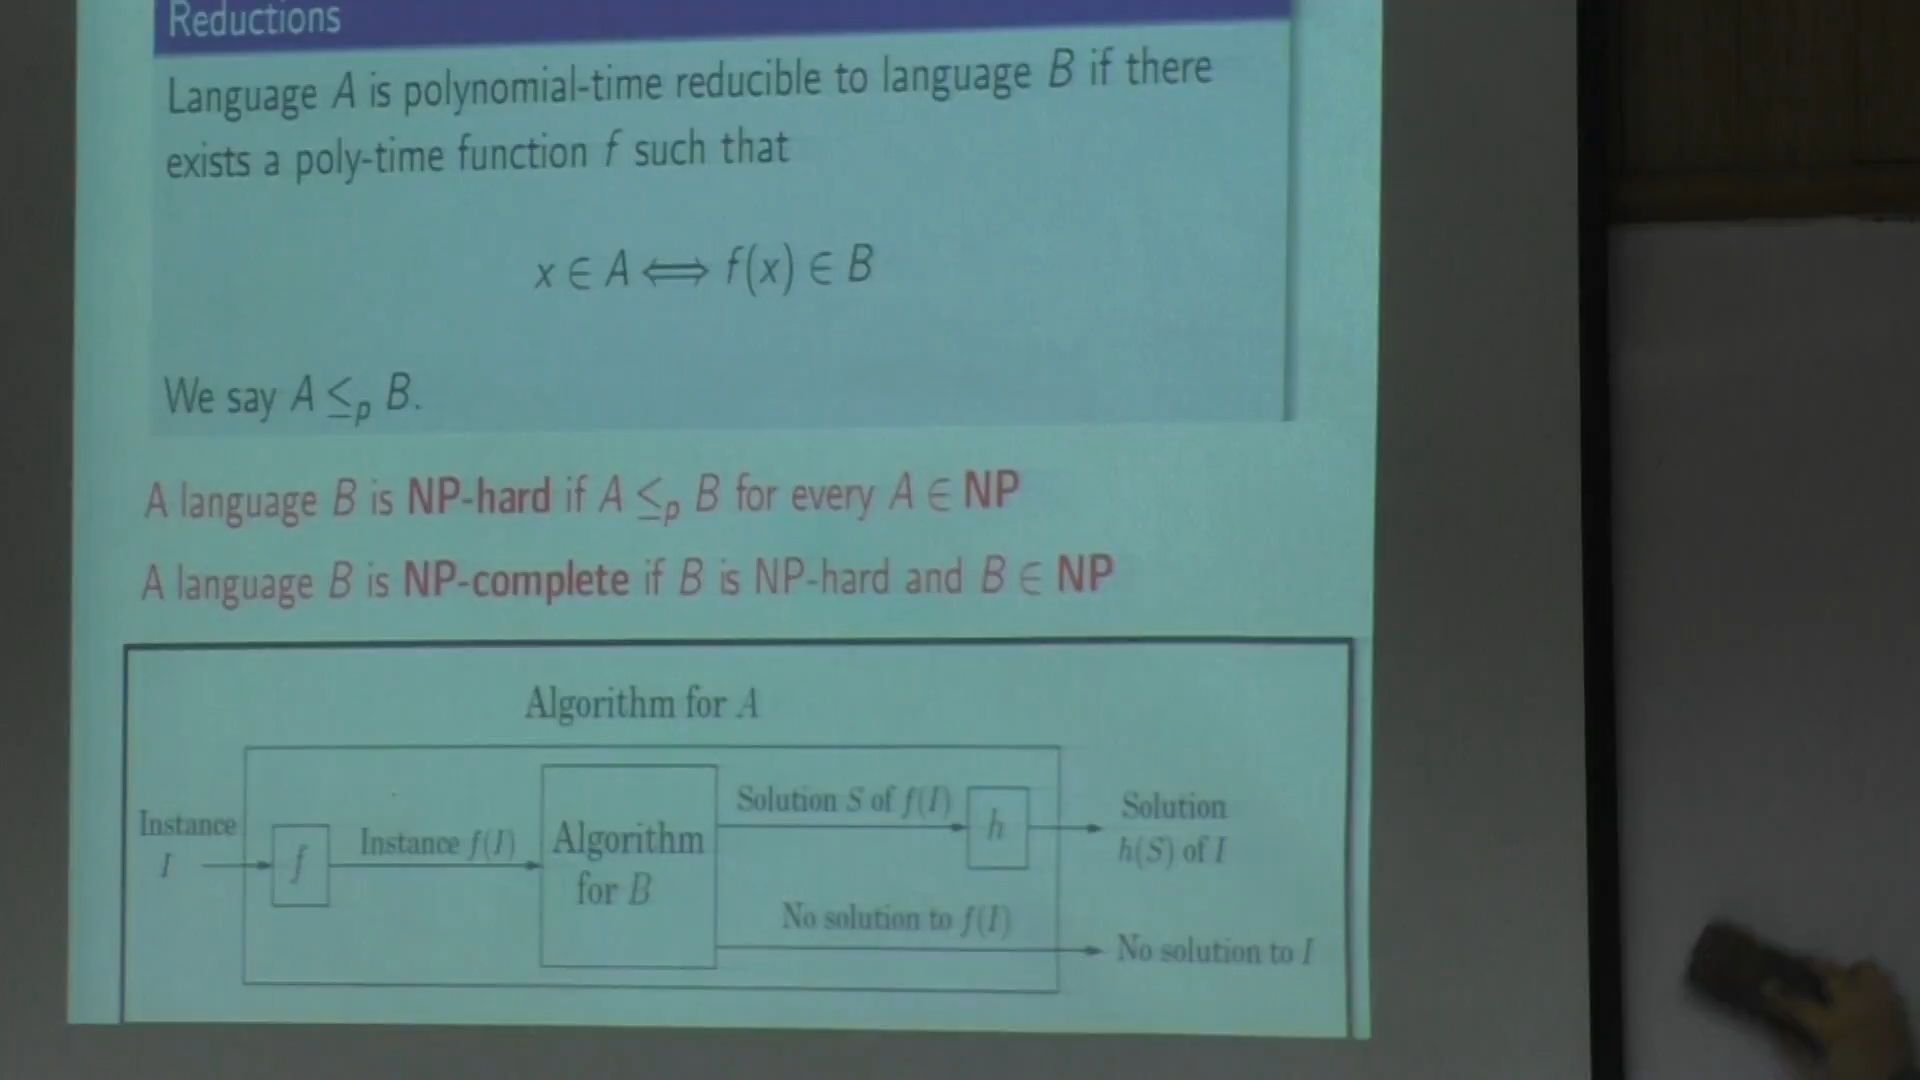 Reductions
Language A is polynomial-time reducible to language B if there
exists a poly-time function f such that
x ∈ A ⟺ f(x) ∈ B
We say A ≤p B.
A language B is NP-hard if A ≤p B for every A ∈ NP
A language B is NP-complete if B is NP-hard and B ∈ NP
Algorithm for A
Instance
I
f
Instance f(I)
Algorithm
for B
Solution S of f(I)
h
Solution
h(S) of I
No solution to f(I)
No solution to I